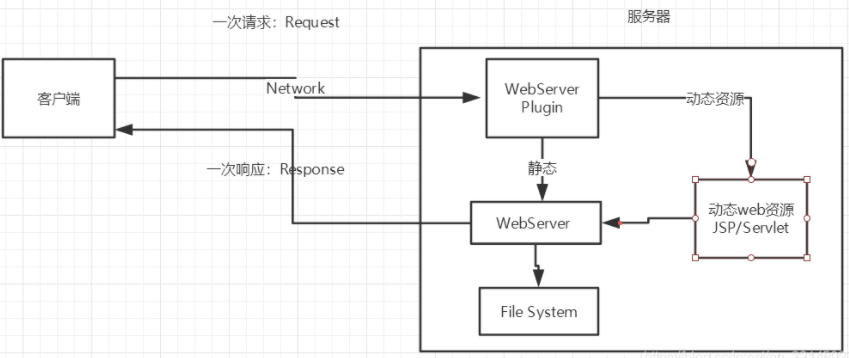 一次请求：Request
服务器
客户端
Network
WebServer
Plugin
动态资源
一次响应：Response
静态
动态web资源
JSP/Servlet
WebServer
File System